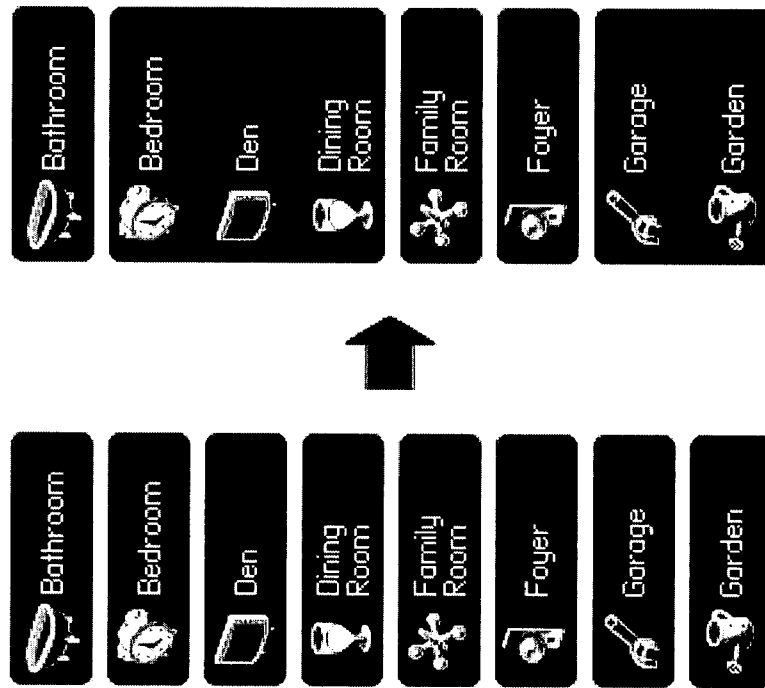 Bathroom
Bedroom
Den
Dining
Room
Family
Room
Foyer
Garage
Garden
Bathroom
Bedroom
Den
Dining
Room
Family
Room
Foyer
Garage
Garden